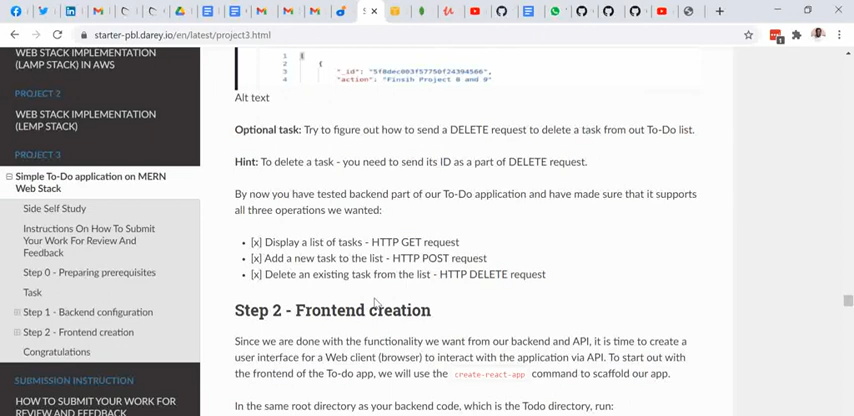 starter-pbl.darey.io/en/latest/project3.html
WEB STACK IMPLEMENTATION
(LAMP STACK) IN AWS
PROJECT 2
WEB STACK IMPLEMENTATION
(LEMP STACK)
PROJECT 3
Simple To-Do application on MERN
Web Stack
Side Self Study
Instructions On How To Submit
Your Work For Review And
Feedback
Step 0 - Preparing prerequisites
Task
Step 1 - Backend configuration
Step 2 - Frontend creation
Congratulations
SUBMISSION INSTRUCTION
HOW TO SUBMIT YOUR WORK FOR
REVIEW AND FEEDBACK
1 [
2 {
3 "_id": "5f0dec003f57750f24394566",
4 "action": "Finsih Project 8 and 9"
Alt text
Optional task: Try to figure out how to send a DELETE request to delete a task from out To-Do list.
Hint: To delete a task - you need to send its ID as a part of DELETE request.
By now you have tested backend part of our To-Do application and have made sure that it supports
all three operations we wanted:
• [x] Display a list of tasks - HTTP GET request
• [x] Add a new task to the list - HTTP POST request
• [x] Delete an existing task from the list - HTTP DELETE request
Step 2 - Frontend creation
Since we are done with the functionality we want from our backend and API, it is time to create a
user interface for a Web client (browser) to interact with the application via API. To start out with
the frontend of the To-do app, we will use the create-react-app command to scaffold our app.
In the same root directory as your backend code, which is the Todo directory, run: